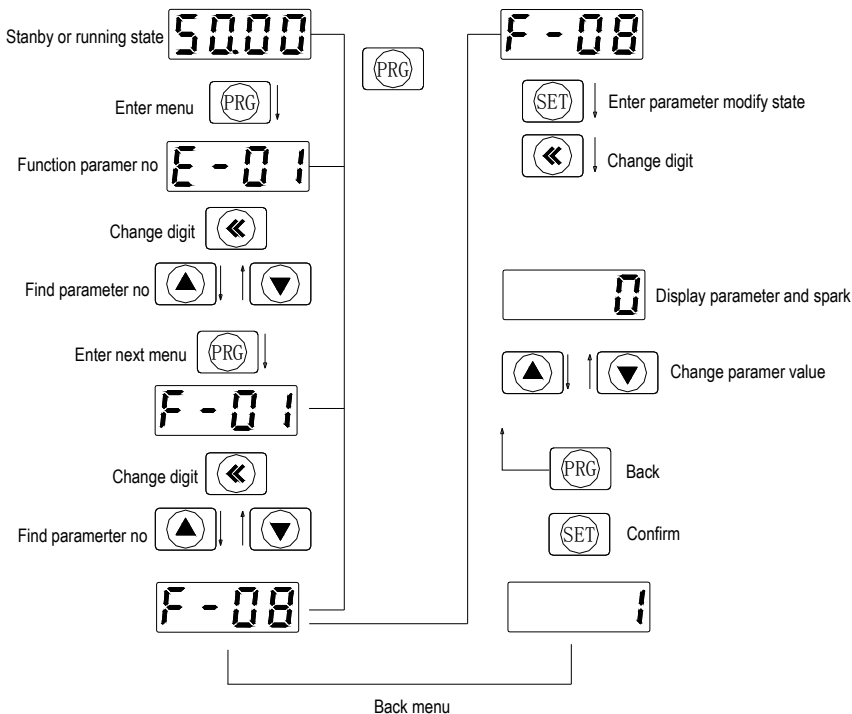 Stanby or running state 50.00
PRG
Enter menu PRG
Function paramer no E-01
Change digit
Find parameter no
Enter next menu PRG
F-01
Change digit
Find paramerter no
F-08
F-08
SET Enter parameter modify state
Change digit
0 Display parameter and spark
Change paramer value
PRG Back
SET Confirm
1
Back menu